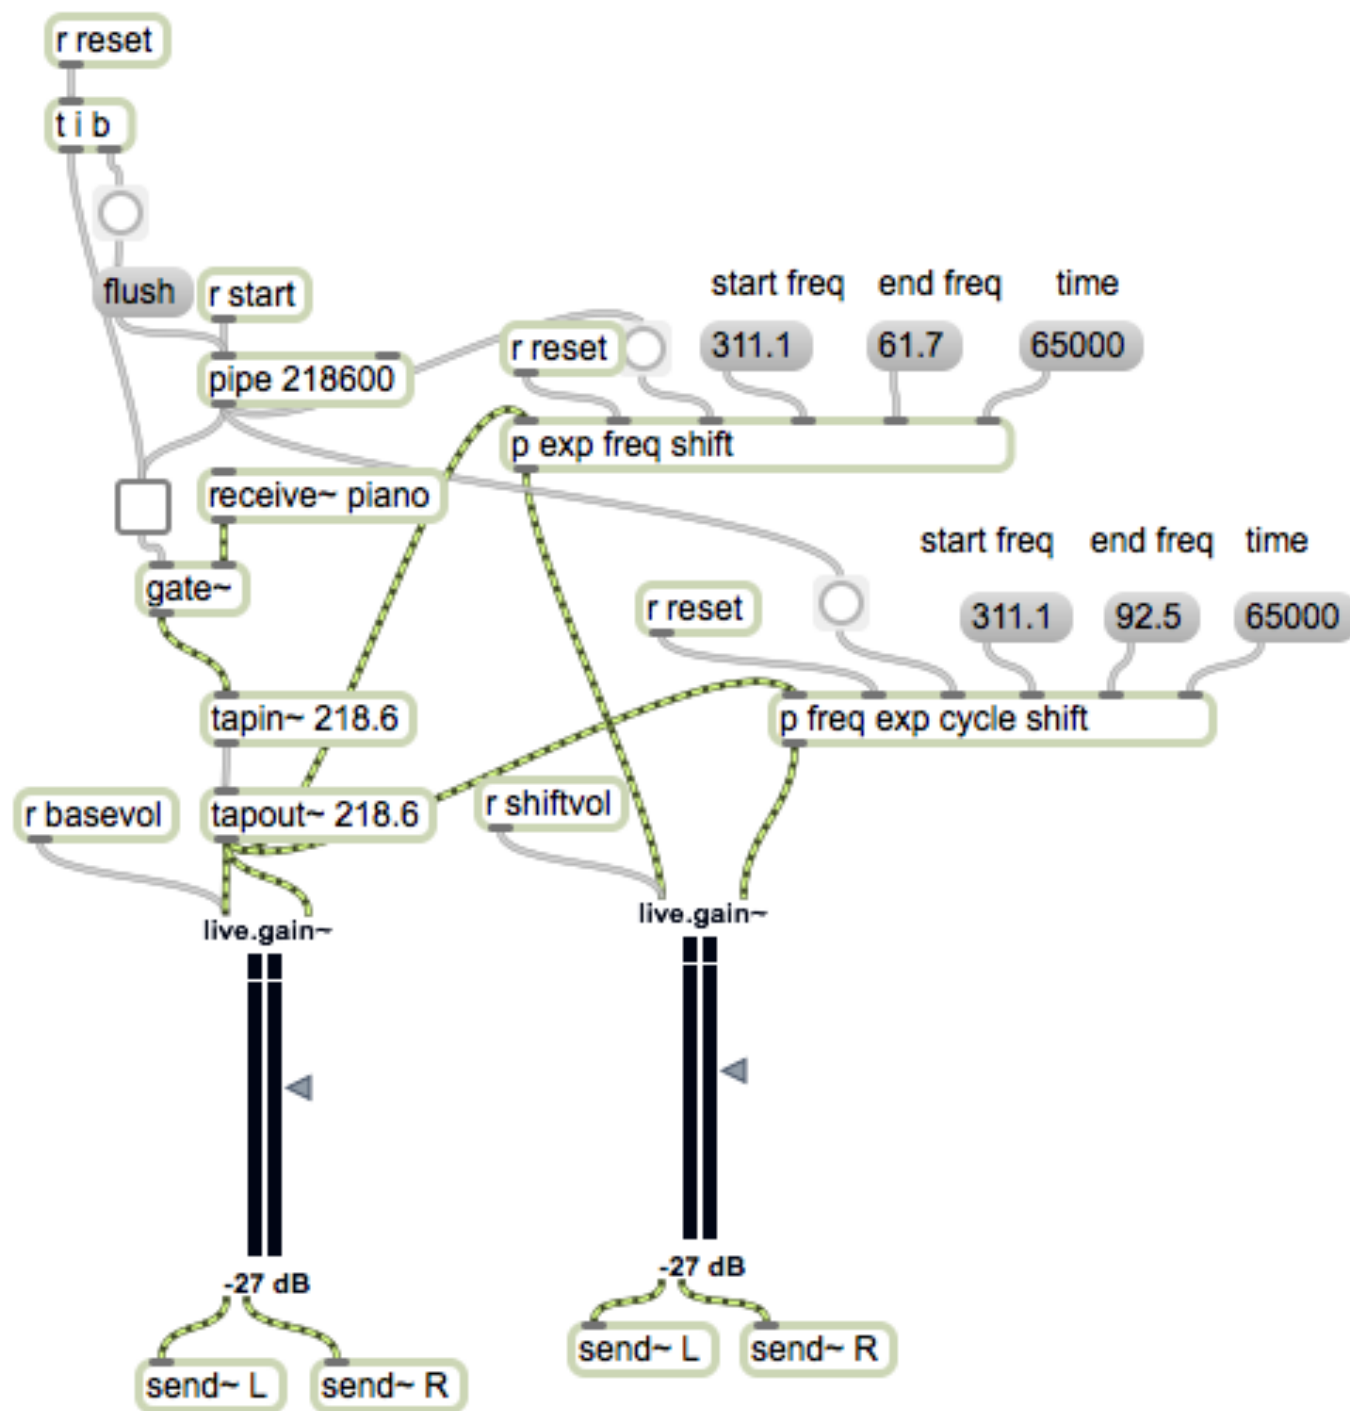 r reset
t i b
flush
r start
start freq
end freq
time
r reset
311.1
61.7
65000
pipe 218600
p exp freq shift
receive~ piano
start freq
end freq
time
gate~
r reset
311.1
92.5
65000
tapin~ 218.6
p freq exp cycle shift
r basevol
tapout~ 218.6
r shiftvol
live.gain~
live.gain~
-27 dB
-27 dB
send~ L
send~ R
send~ L
send~ R